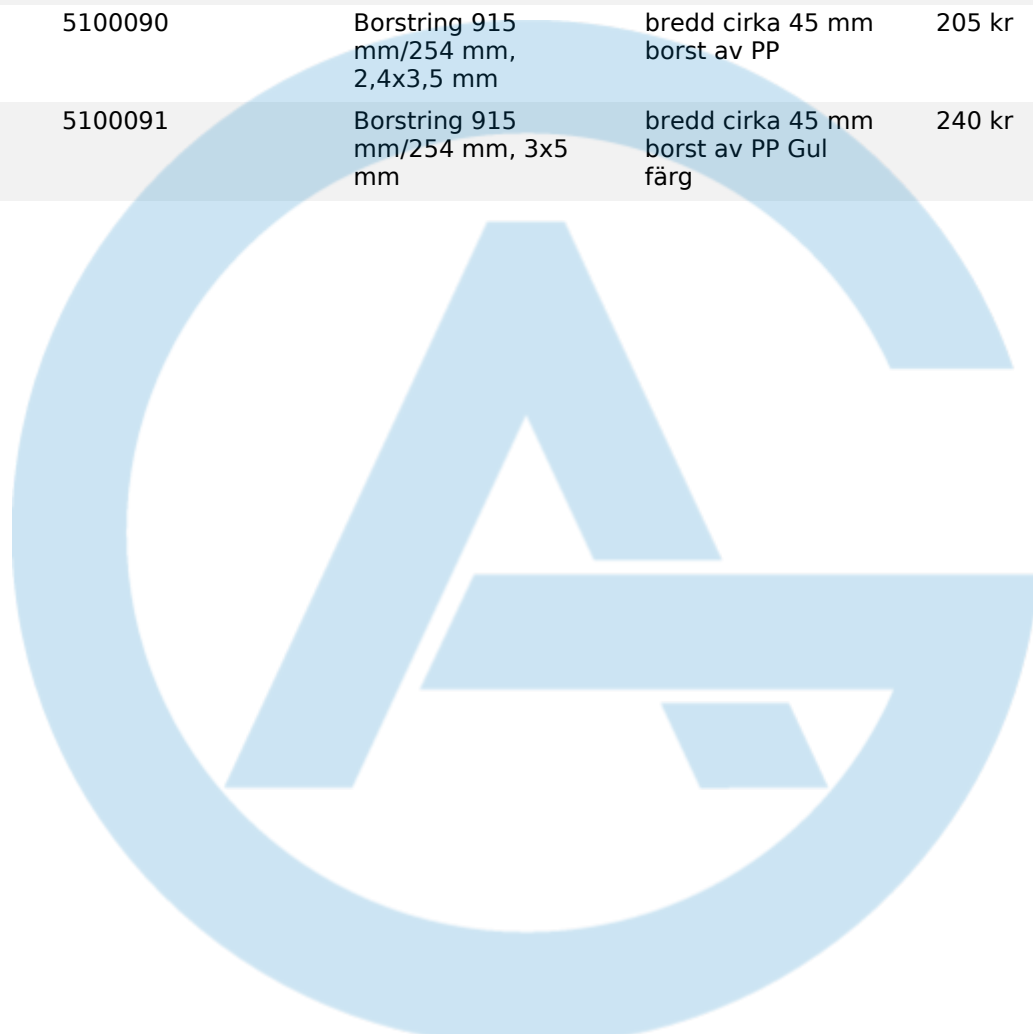 5100090 Borstring 915 bredd cirka 45 mm 205 kr
mm/254 mm, borst av PP
2,4x3,5 mm
5100091 Borstring 915 bredd cirka 45 mm 240 kr
mm/254 mm, 3x5 borst av PP Gul
mm färg